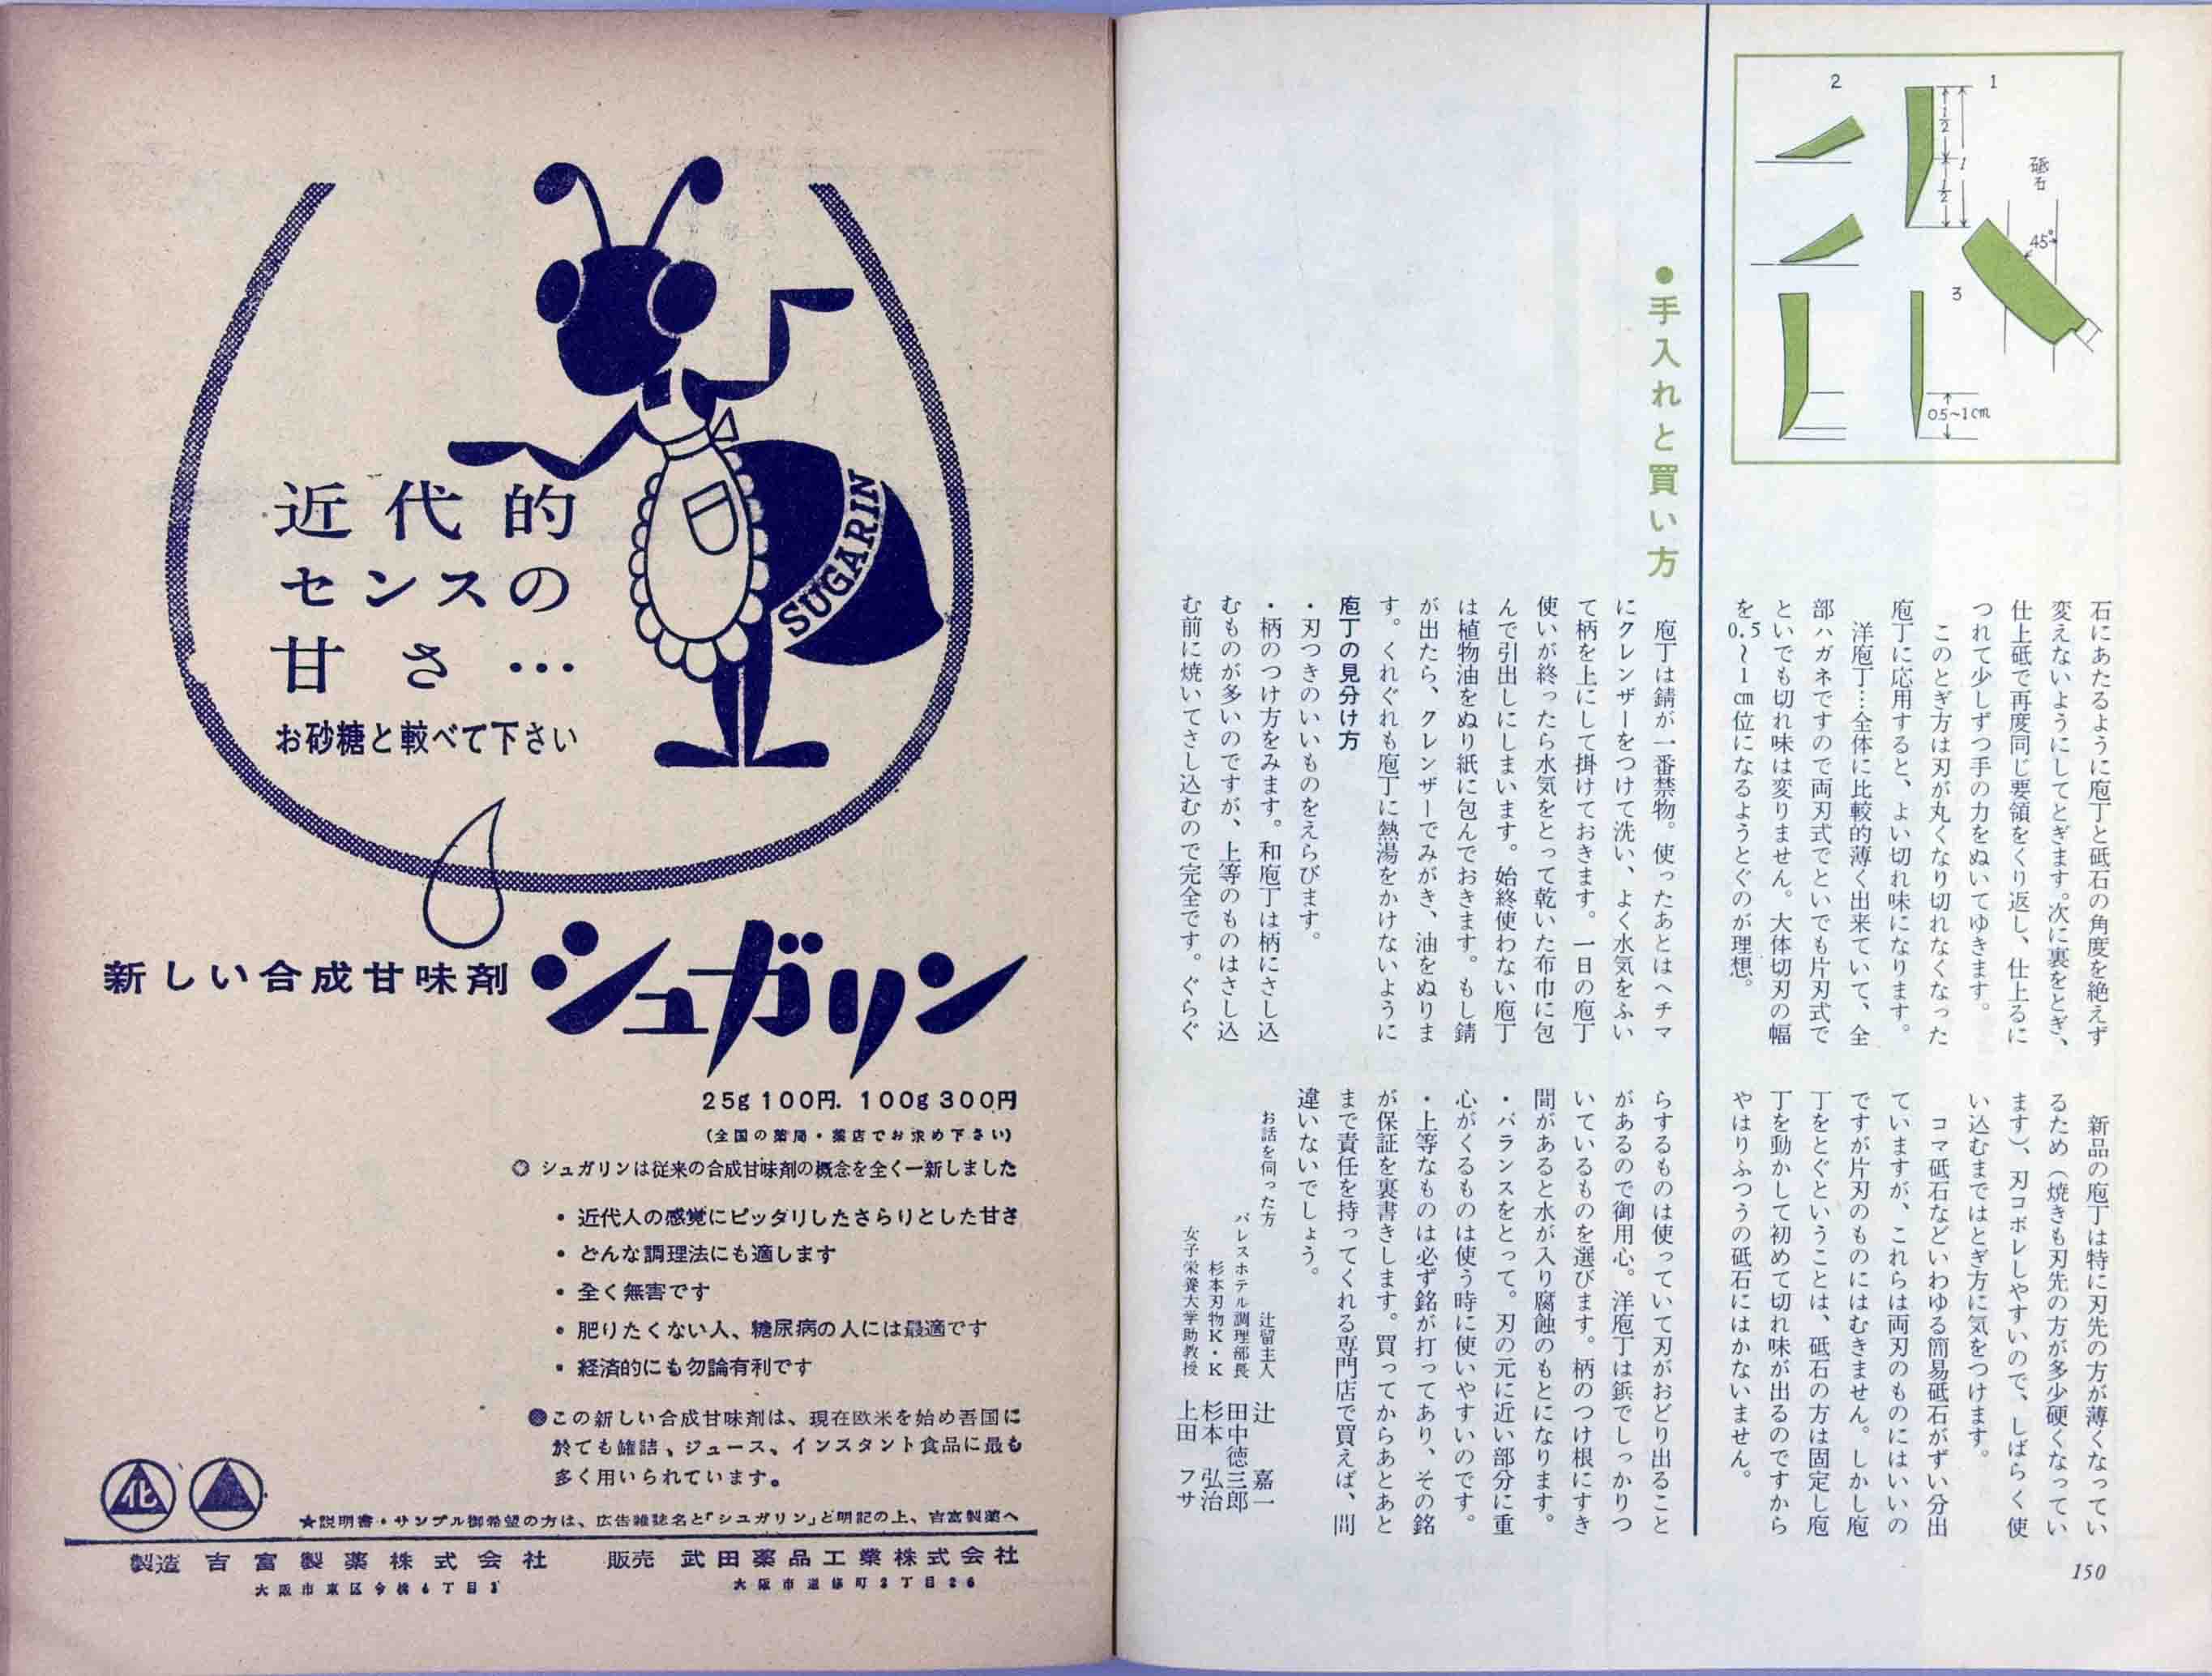 1
1/2
1
1/2
砥石
45°
2
3
0.5~1cm
石にあたるように庖丁と砥石の角度を絶えず
変えないようにしてとぎます。次に裏をとぎ、
仕上砥で再度同じ要領をくり返し、仕上るに
つれて少しずつ手の力をぬいてゆきます。
このとぎ方は刃が丸くなり切れなくなった
庖丁に応用すると、よい切れ味になります。
洋庖丁…全体に比較的薄く出来ていて、全
部ハガネですので両刃式でといでも片刃式で
といでも切れ味は変りません。大体切刃の幅
を0.5〜1cm位になるようとぐのが理想。
新品の庖丁は特に刃先の方が薄くなってい
るため(焼きも刃先の方が多少硬くなってい
ます)、刃コボレしやすいので、しばらく使
い込むまではとぎ方に気をつけます。
コマ砥石などいわゆる簡易砥石がずい分出
ていますが、これらは両刃のものにはいいの
ですが片刃のものにはむきません。しかし庖
丁をとぐということは、砥石の方は固定し庖
丁を動かして初めて切れ味が出るのですから
やはりふつうの砥石にはかないません。
●手入れと買い方
庖丁は錆が一番禁物。使ったあとはヘチマ
にクレンザーをつけて洗い、よく水気をふい
て柄を上にして掛けておきます。一日の庖丁
使いが終ったら水気をとって乾いた布巾に包
んで引出しにしまいます。始終使わない庖丁
は植物油をぬり紙に包んでおきます。もし錆
が出たら、クレンザーでみがき、油をぬりま
す。くれぐれも庖丁に熱湯をかけないように
庖丁の見分け方
・刃つきのいいものをえらびます。
・柄のつけ方をみます。和庖丁は柄にさし込
むものが多いのですが、上等のものはさし込
む前に焼いてさし込むので完全です。ぐらぐ
らするものは使っていて刃がおどり出ること
があるので御用心。洋庖丁は鋲でしっかりつ
いているものを選びます。柄のつけ根にすき
間があると水が入り腐蝕のもとになります。
・バランスをとって。刃の元に近い部分に重
心がくるものは使う時に使いやすいのです。
・上等なものは必ず銘が打ってあり、その銘
が保証を裏書きします。買ってからあとあと
まで責任を持ってくれる専門店で買えば、間
違いないでしょう。
お話を伺った方 辻留主人 辻 嘉一
パレスホテル調理部長 田中徳三郎
杉本刃物K・K 杉本 弘治
女子栄養大学助教授 上田 フサ
150
SUGARIN
近代的
センスの
甘さ…
お砂糖と較べて下さい
新しい合成甘味剤 シュガリン
25g 100円. 100g 300円
(全国の薬局・薬店でお求め下さい)
シュガリンは従来の合成甘味剤の概念を全く一新しました
• 近代人の感覚にピッタリしたさらりとした甘さ
• どんな調理法にも適します
• 全く無害です
• 肥りたくない人、糖尿病の人には最適です
• 経済的にも勿論有利です
●この新しい合成甘味剤は、現在欧米を始め吾国に
於ても罐詰、ジュース、インスタント食品に最も
多く用いられています。
化
★説明書・サンプル御希望の方は、広告雑誌名と「シュガリン」と明記の上、吉富製薬へ
製造 吉富製薬株式会社 販売 武田薬品工業株式会社
大阪市東区今橋 丁目3 大阪市道修町2丁目26